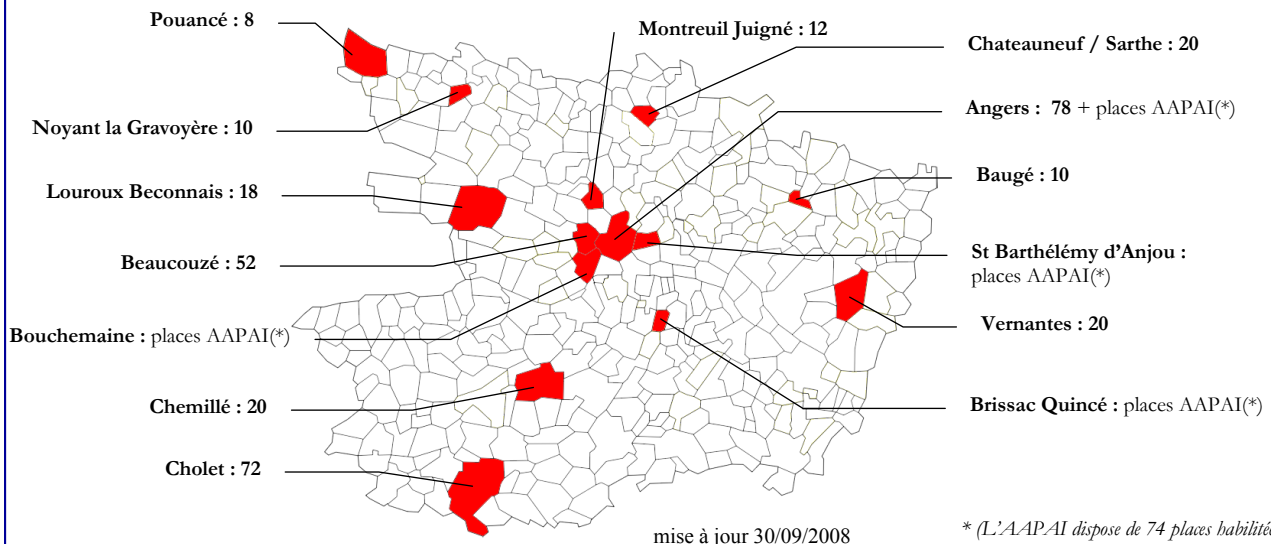 Pouancé : 8
Montreuil Juigné : 12
Chateauneuf / Sarthe : 20
Angers : 78 + places AAPAI(*)
Noyant la Gravoyère : 10
Baugé : 10
Louroux Beconnais : 18
St Barthélémy d'Anjou :
places AAPAI(*)
Beaucouzé : 52
Vernantes : 20
Bouchemaine : places AAPAI(*)
Chemillé : 20
Brissac Quincé : places AAPAI(*)
Cholet : 72
mise à jour 30/09/2008
* (L'AAPAI dispose de 74 places habilitée